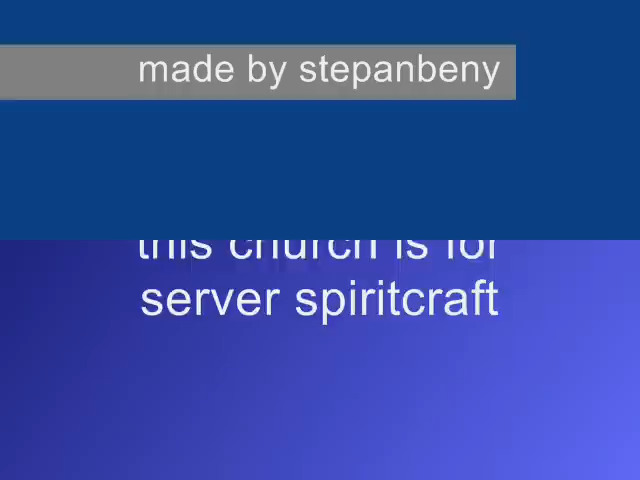 made by stepanbeny
this church is for
server spiritcraft